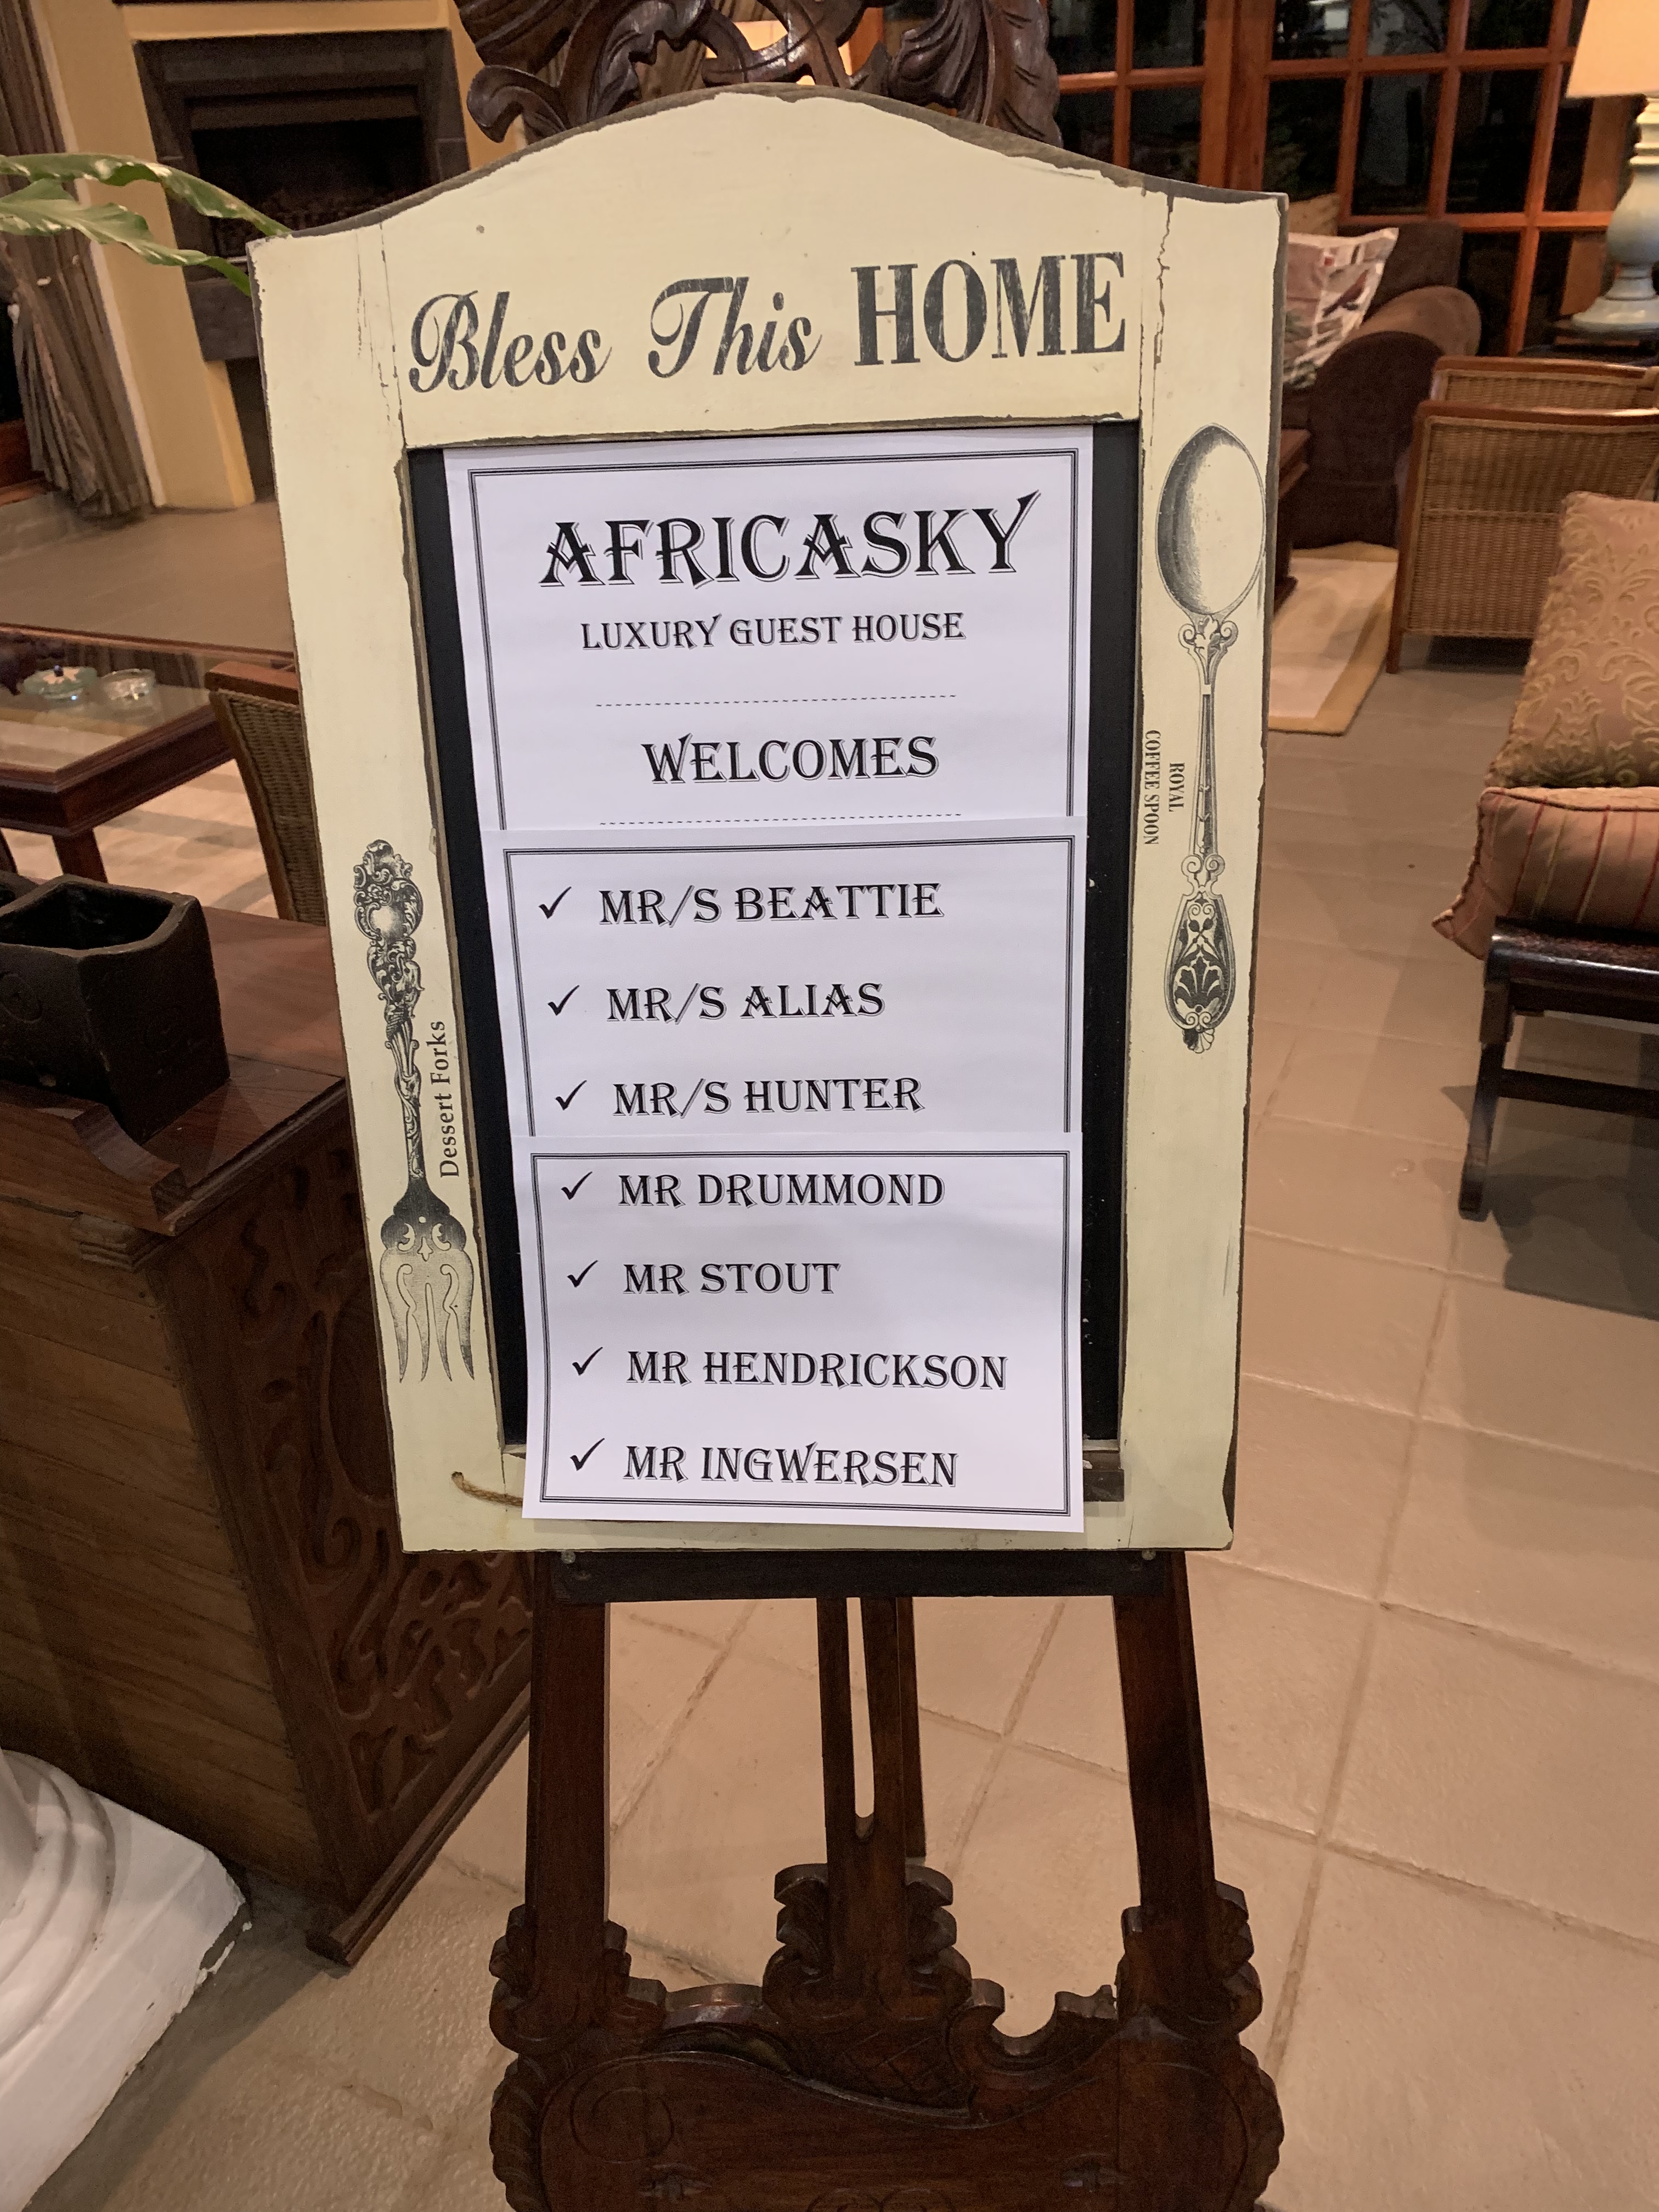 Bless This HOME
AFRICASKY
LUXURY GUEST HOUSE
WELCOMES
✓ MR/S BEATTIE
✓ MR/S ALIAS
✓ MR/S HUNTER
✓ MR DRUMMOND
✓ MR STOUT
✓ MR HENDRICKSON
✓ MR INGWERSEN
Dessert Forks
ROYAL
COFFEE SPOON